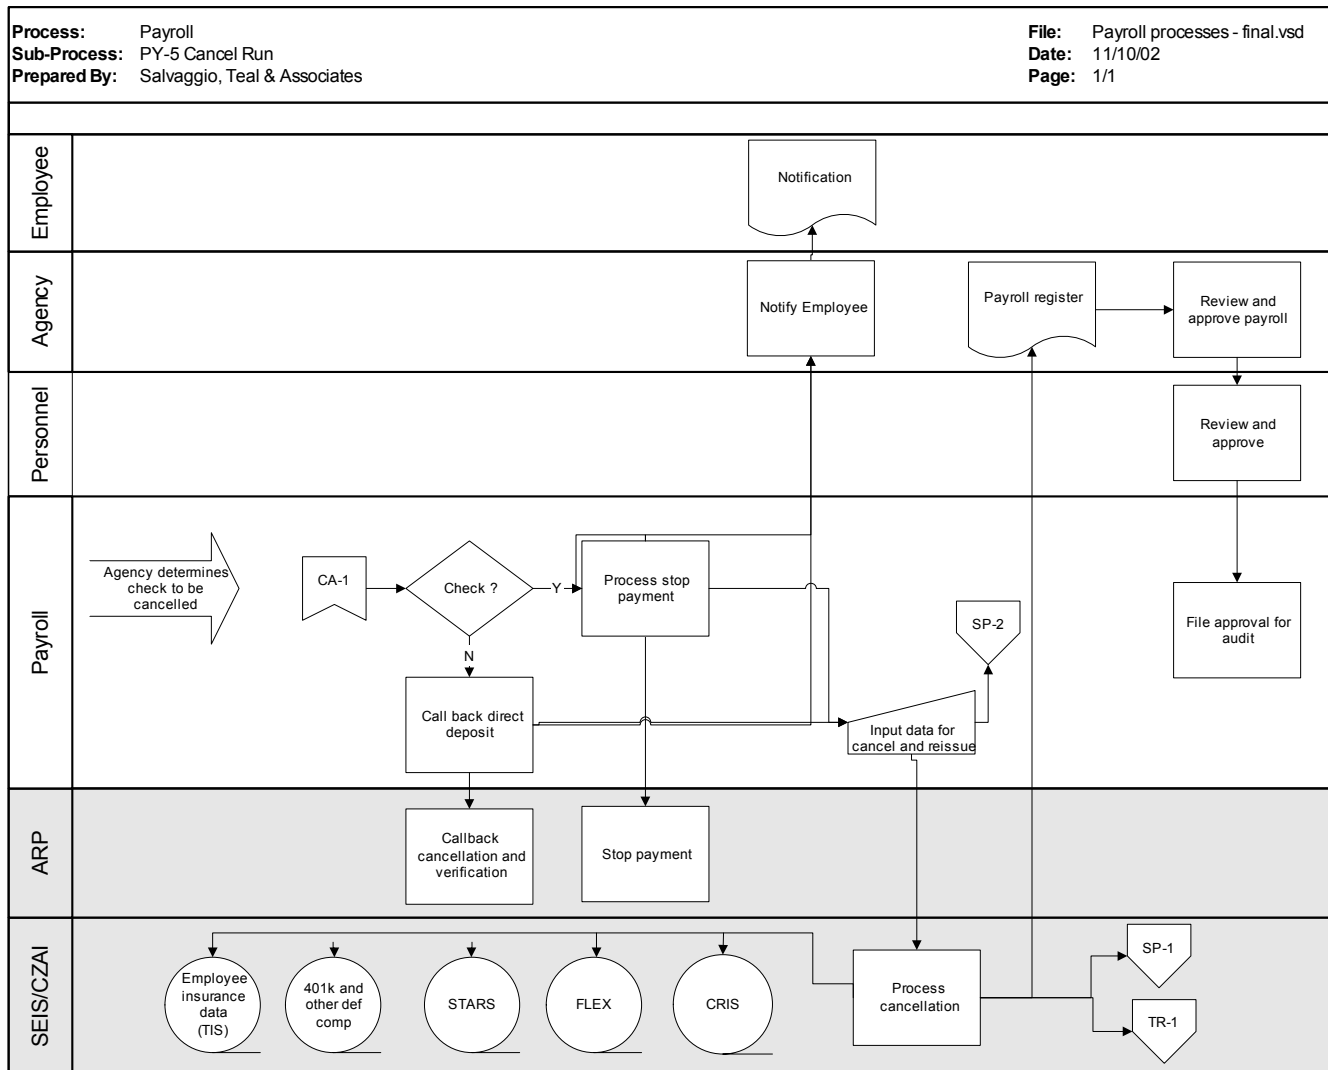 Process: Payroll
Sub-Process: PY-5 Cancel Run
Prepared By: Salvaggio, Teal & Associates
File: Payroll processes - final.vsd
Date: 11/10/02
Page: 1/1
Employee
Notification
Agency
Notify Employee
Payroll register
Review and
approve payroll
Personnel
Review and
approve
Payroll
Agency determines
check to be
cancelled
CA-1
Check ?
Y
Process stop
payment
SP-2
File approval for
audit
N
Call back direct
deposit
Input data for
cancel and reissue
ARP
Callback
cancellation and
verification
Stop payment
SEIS/CZAI
Employee
insurance
data
(TIS)
401k and
other def
comp
STARS
FLEX
CRIS
Process
cancellation
SP-1
TR-1